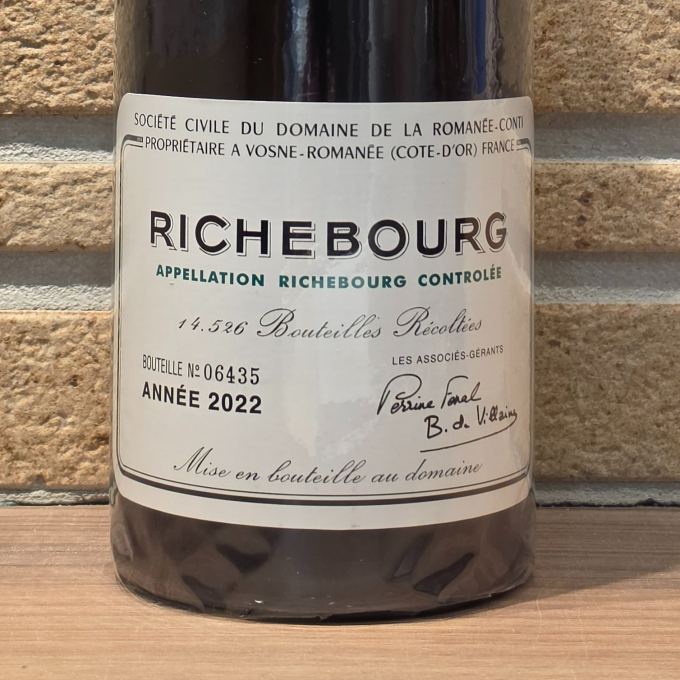 SOCIÉTÉ CIVILE DU DOMAINE DE LA ROMANÉE-CONTI
PROPRIÉTAIRE A VOSNE-ROMANÉE (COTE-D'OR) FRANCE
RICHEBOURG
APPELLATION RICHEBOURG CONTROLÉE
14.526 Bouteilles Récoltées
LES ASSOCIÉS-GÉRANTS
BOUTEILLE Nº 06435
ANNÉE 2022
Perrine Fenal
B. de Villaine
Mise en bouteille au domaine